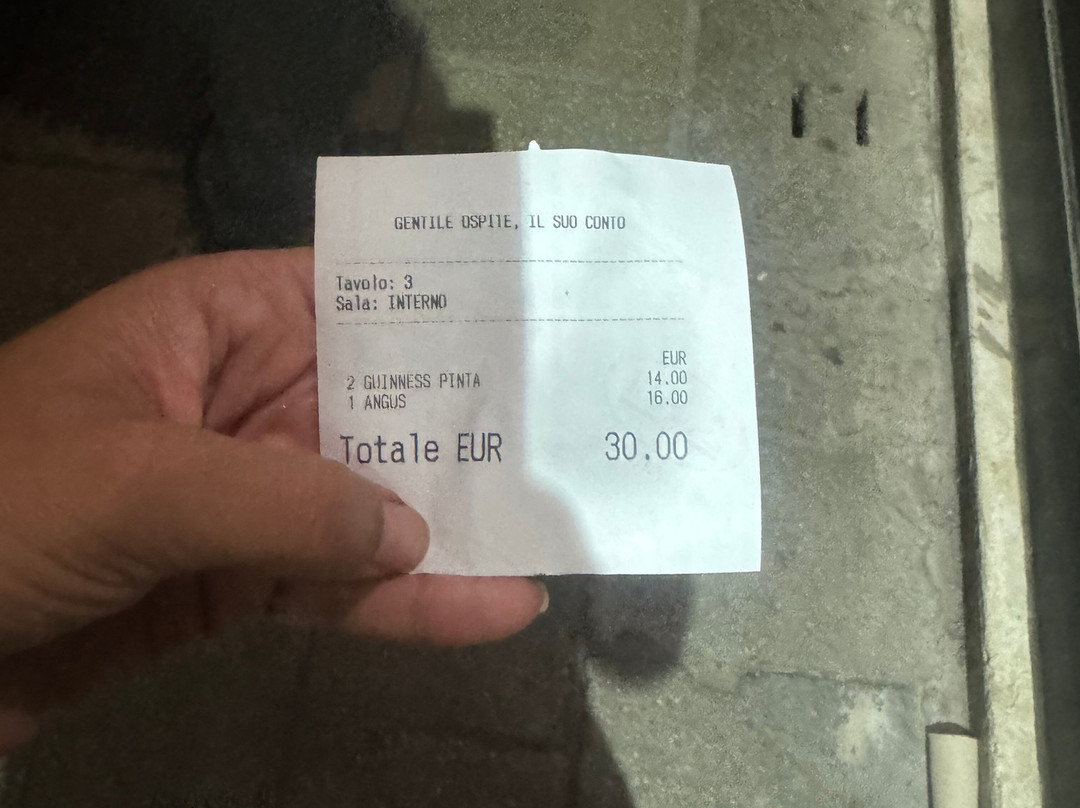 GENTILE OSPITE, IL SUO CONTO
Tavolo: 3
Sala: INTERNO
EUR
2 GUINNESS PINTA 14.00
1 ANGUS 16.00
Totale EUR 30.00